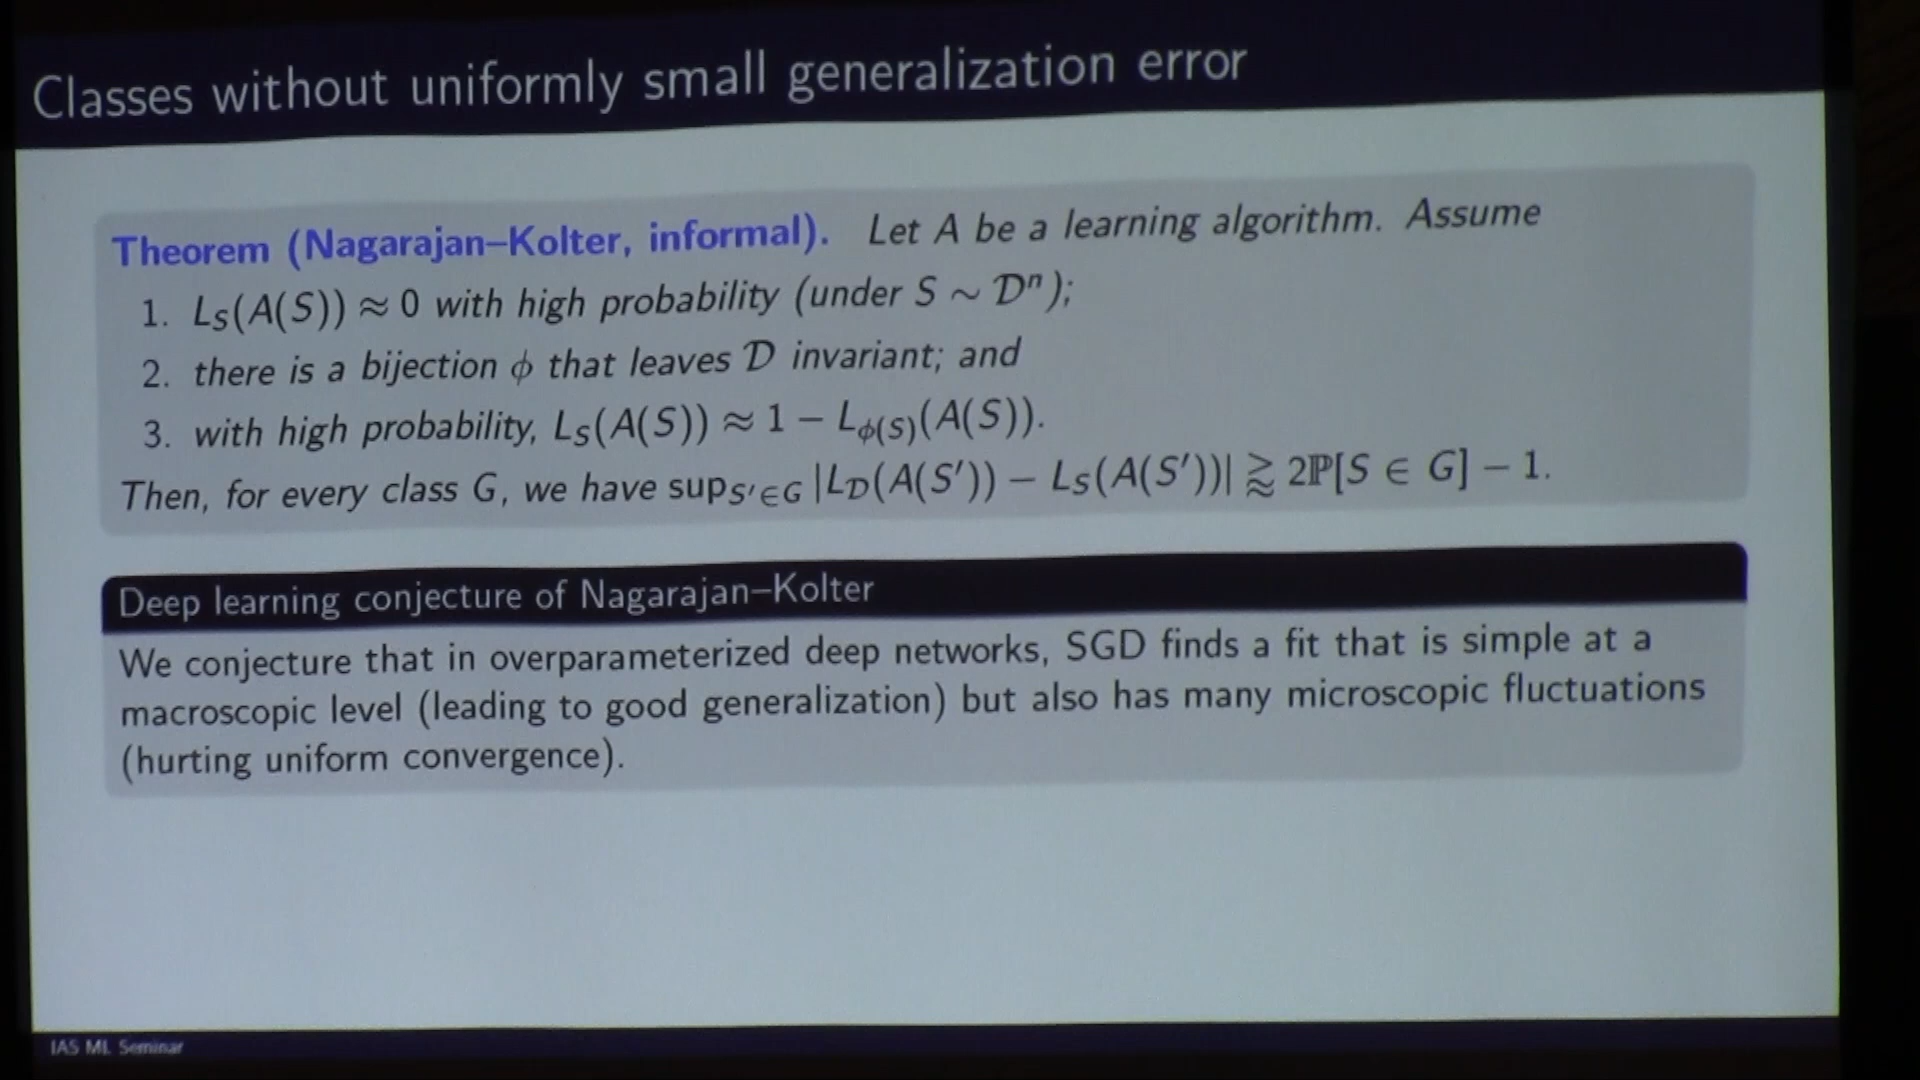 Classes without uniformly small generalization error
Theorem (Nagarajan–Kolter, informal). Let A be a learning algorithm. Assume
1. L_S(A(S)) ≈ 0 with high probability (under S ∼ 𝒟ⁿ);
2. there is a bijection ϕ that leaves 𝒟 invariant; and
3. with high probability, L_S(A(S)) ≈ 1 − L_ϕ(S)(A(S)).
Then, for every class G, we have sup_{S′∈G} |L_𝒟(A(S′)) − L_S(A(S′))| ⪆ 2ℙ[S ∈ G] − 1.
Deep learning conjecture of Nagarajan–Kolter
We conjecture that in overparameterized deep networks, SGD finds a fit that is simple at a
macroscopic level (leading to good generalization) but also has many microscopic fluctuations
(hurting uniform convergence).
IAS ML Seminar